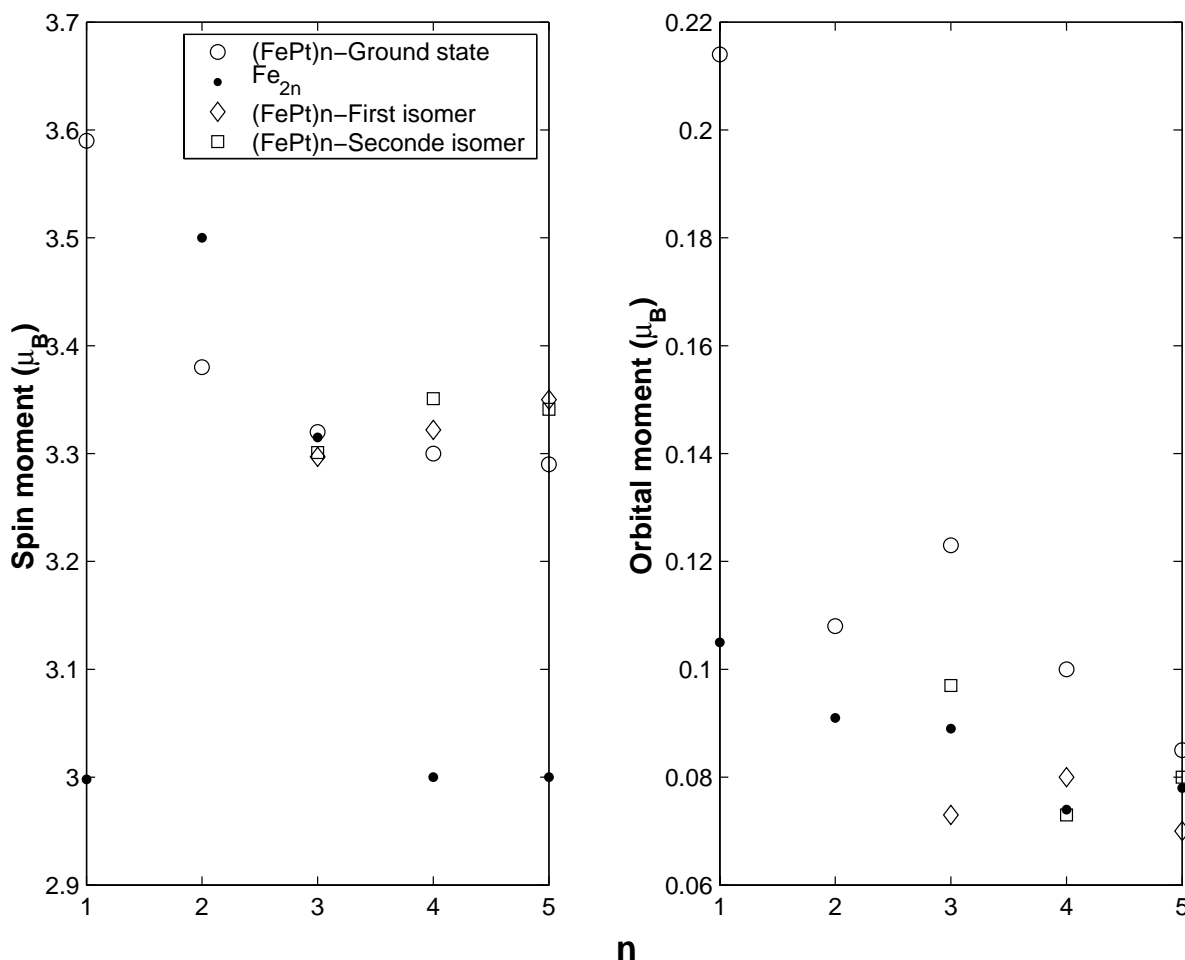 3.7
3.6
3.5
3.4
3.3
3.2
3.1
3
2.9
1 2 3 4 5
Spin moment (μB)
(FePt)n−Ground state
Fe2n
(FePt)n−First isomer
(FePt)n−Seconde isomer
0.22
0.2
0.18
0.16
0.14
0.12
0.1
0.08
0.06
1 2 3 4 5
Orbital moment (μB)
n